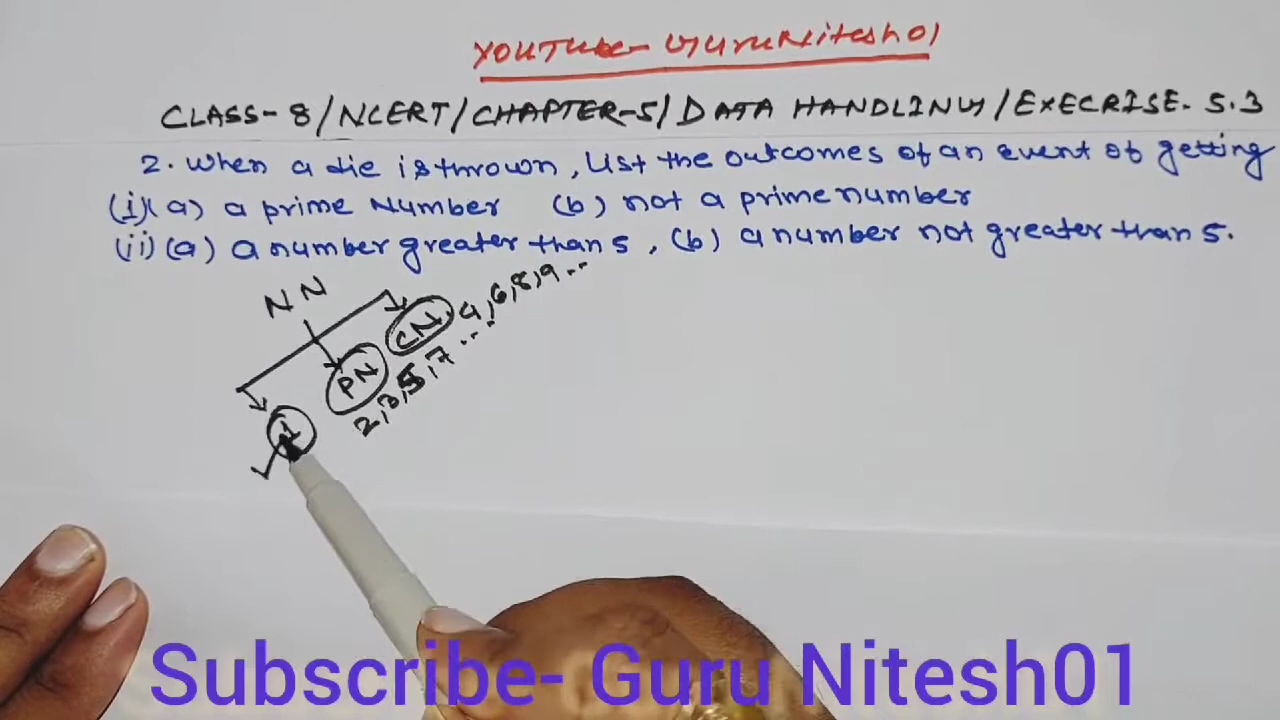 YOUTube- GuruNitesh01
CLASS-8/NCERT/CHAPTER-5/DATA HANDLING/EXECRISE. 5.3
2. When a die is thrown, List the outcomes of an event of getting
(i)(a) a prime Number (b) not a prime number
(ii)(a) a number greater than 5, (b) a number not greater than 5.
NN
CN 4,6,8,9...
PN 2,3,5,7...
1
Subscribe- Guru Nitesh01